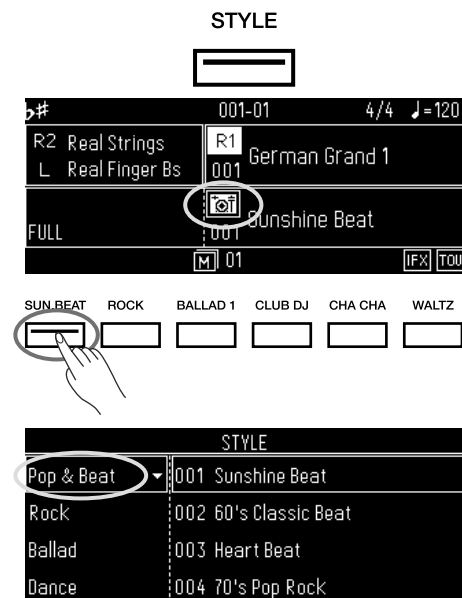 STYLE
♭♯ 001-01 4/4 ♩=120
R2 Real Strings R1
L Real Finger Bs 001 German Grand 1
FULL 001 Sunshine Beat
M 01 IFX TOU
SUN.BEAT ROCK BALLAD 1 CLUB DJ CHA CHA WALTZ
STYLE
Pop & Beat 001 Sunshine Beat
Rock 002 60's Classic Beat
Ballad 003 Heart Beat
Dance 004 70's Pop Rock